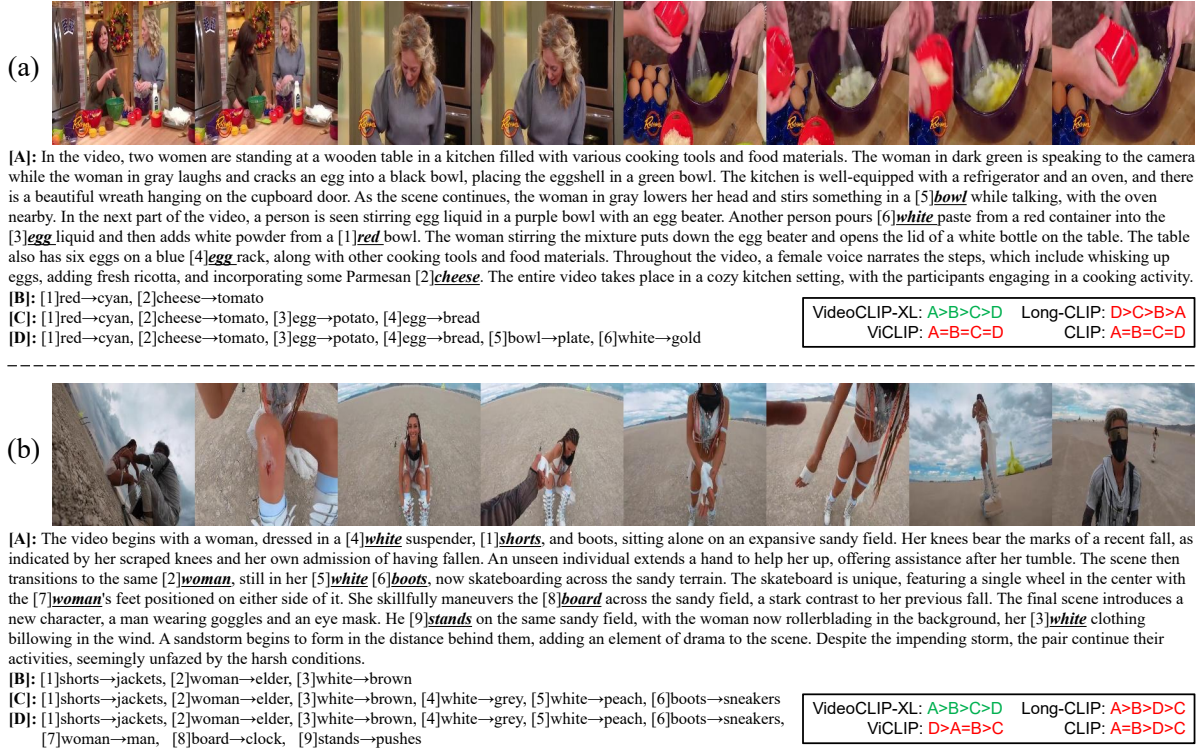 (a)
[A]: In the video, two women are standing at a wooden table in a kitchen filled with various cooking tools and food materials. The woman in dark green is speaking to the camera
while the woman in gray laughs and cracks an egg into a black bowl, placing the eggshell in a green bowl. The kitchen is well-equipped with a refrigerator and an oven, and there
is a beautiful wreath hanging on the cupboard door. As the scene continues, the woman in gray lowers her head and stirs something in a [5]bowl while talking, with the oven
nearby. In the next part of the video, a person is seen stirring egg liquid in a purple bowl with an egg beater. Another person pours [6]white paste from a red container into the
[3]egg liquid and then adds white powder from a [1]red bowl. The woman stirring the mixture puts down the egg beater and opens the lid of a white bottle on the table. The table
also has six eggs on a blue [4]egg rack, along with other cooking tools and food materials. Throughout the video, a female voice narrates the steps, which include whisking up
eggs, adding fresh ricotta, and incorporating some Parmesan [2]cheese. The entire video takes place in a cozy kitchen setting, with the participants engaging in a cooking activity.
[B]: [1]red→cyan, [2]cheese→tomato
[C]: [1]red→cyan, [2]cheese→tomato, [3]egg→potato, [4]egg→bread
[D]: [1]red→cyan, [2]cheese→tomato, [3]egg→potato, [4]egg→bread, [5]bowl→plate, [6]white→gold
VideoCLIP-XL: A>B>C>D Long-CLIP: D>C>B>A
ViCLIP: A=B=C=D CLIP: A=B=C=D
(b)
[A]: The video begins with a woman, dressed in a [4]white suspender, [1]shorts, and boots, sitting alone on an expansive sandy field. Her knees bear the marks of a recent fall, as
indicated by her scraped knees and her own admission of having fallen. An unseen individual extends a hand to help her up, offering assistance after her tumble. The scene then
transitions to the same [2]woman, still in her [5]white [6]boots, now skateboarding across the sandy terrain. The skateboard is unique, featuring a single wheel in the center with
the [7]woman's feet positioned on either side of it. She skillfully maneuvers the [8]board across the sandy field, a stark contrast to her previous fall. The final scene introduces a
new character, a man wearing goggles and an eye mask. He [9]stands on the same sandy field, with the woman now rollerblading in the background, her [3]white clothing
billowing in the wind. A sandstorm begins to form in the distance behind them, adding an element of drama to the scene. Despite the impending storm, the pair continue their
activities, seemingly unfazed by the harsh conditions.
[B]: [1]shorts→jackets, [2]woman→elder, [3]white→brown
[C]: [1]shorts→jackets, [2]woman→elder, [3]white→brown, [4]white→grey, [5]white→peach, [6]boots→sneakers
[D]: [1]shorts→jackets, [2]woman→elder, [3]white→brown, [4]white→grey, [5]white→peach, [6]boots→sneakers,
[7]woman→man, [8]board→clock, [9]stands→pushes
VideoCLIP-XL: A>B>C>D Long-CLIP: A>B>D>C
ViCLIP: D>A=B>C CLIP: A=B>D>C